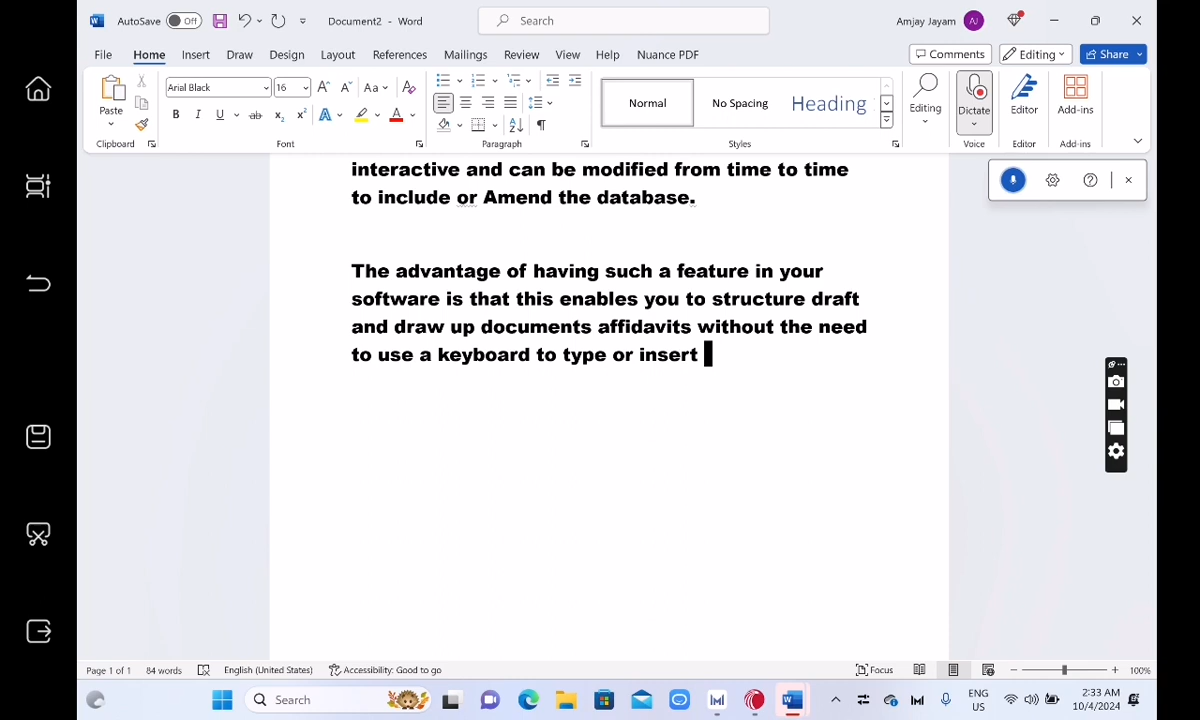 AutoSave Off Document2 - Word Search Amjay Jayam AJ
File Home Insert Draw Design Layout References Mailings Review View Help Nuance PDF Comments Editing Share
Paste Arial Black 16 Aa Normal No Spacing Heading Editing Dictate Editor Add-ins
B I U ab x₂ x² A A
Clipboard Font Paragraph Styles Voice Editor Add-ins
interactive and can be modified from time to time
to include or Amend the database.
The advantage of having such a feature in your
software is that this enables you to structure draft
and draw up documents affidavits without the need
to use a keyboard to type or insert
Page 1 of 1 84 words English (United States) Accessibility: Good to go Focus 100%
Search ENG US 2:33 AM 10/4/2024